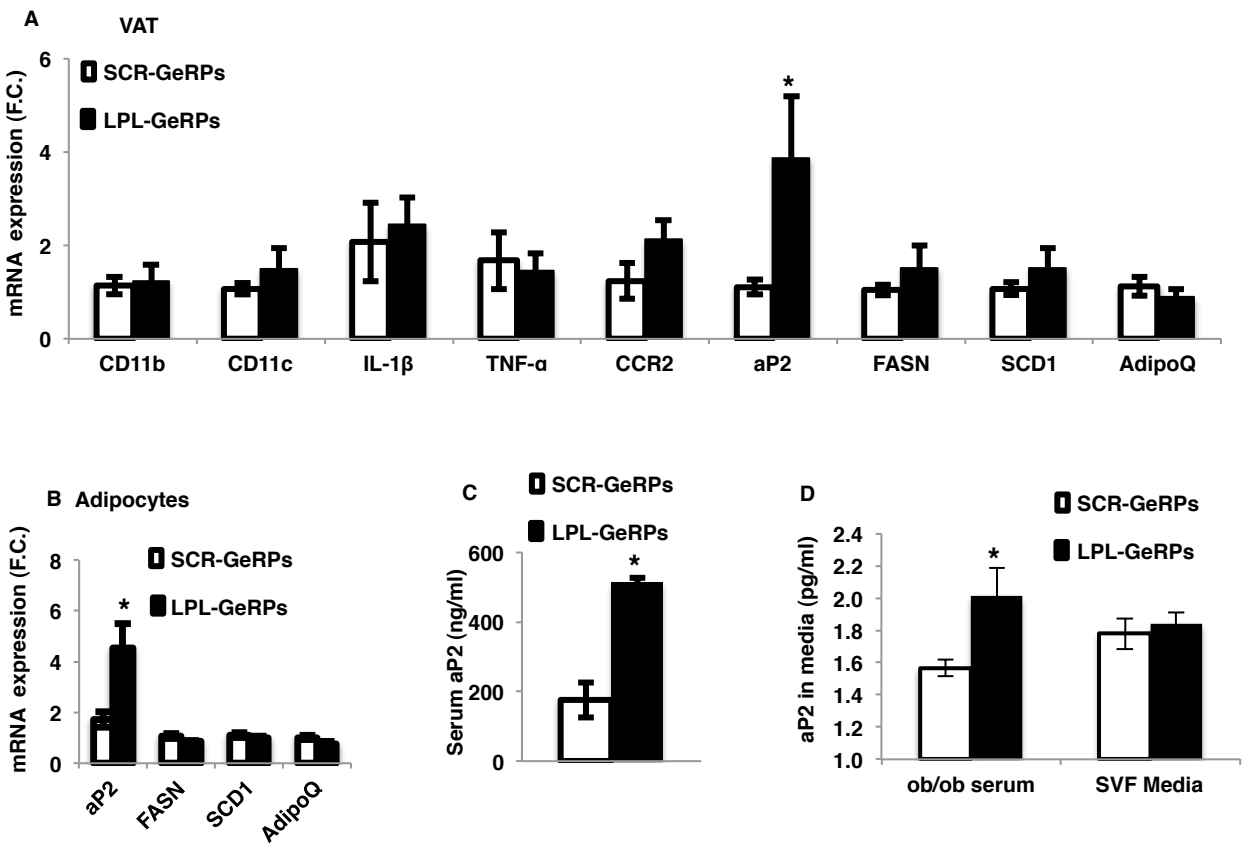 A
VAT
SCR-GeRPs
LPL-GeRPs
mRNA expression (F.C.)
6
4
2
0
*
CD11b CD11c IL-1β TNF-α CCR2 aP2 FASN SCD1 AdipoQ
B Adipocytes
SCR-GeRPs
LPL-GeRPs
mRNA expression (F.C.)
8
6
4
2
0
*
aP2 FASN SCD1 AdipoQ
C
SCR-GeRPs
LPL-GeRPs
Serum aP2 (ng/ml)
600
400
200
0
*
D
SCR-GeRPs
LPL-GeRPs
aP2 in media (pg/ml)
2.4
2.2
2.0
1.8
1.6
1.4
1.2
1.0
*
ob/ob serum SVF Media